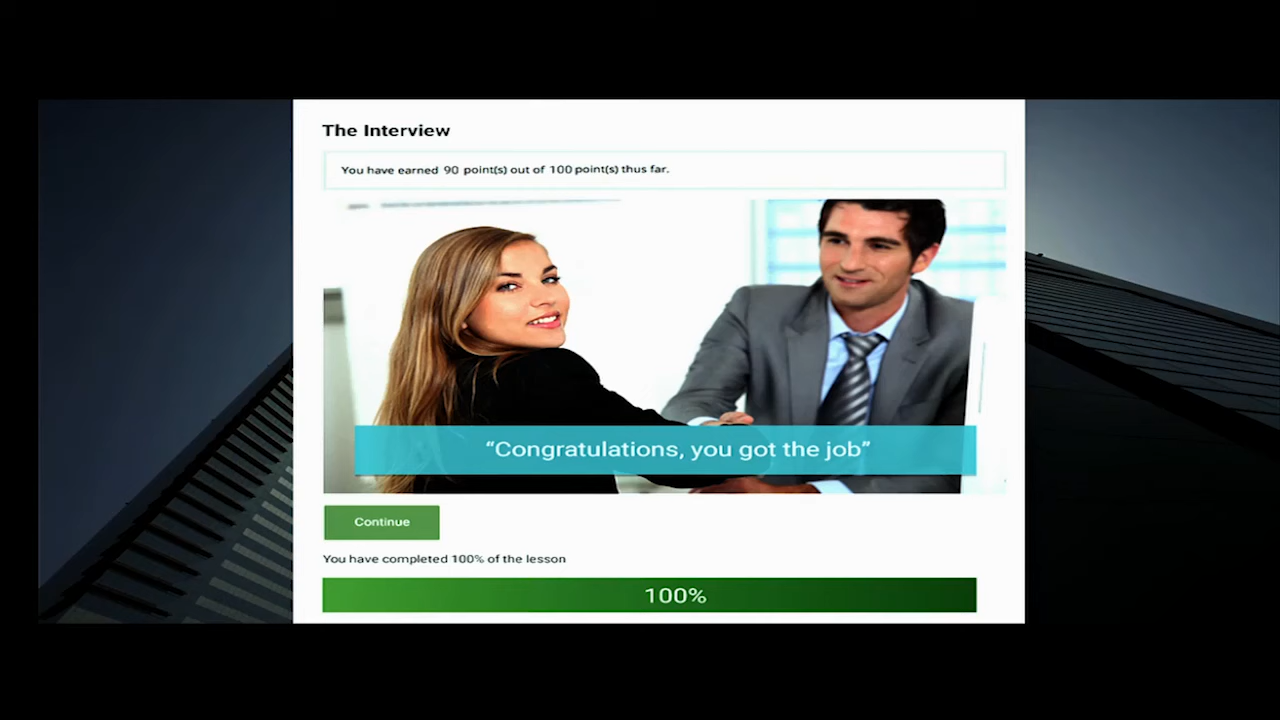 The Interview
You have earned 90 point(s) out of 100 point(s) thus far.
“Congratulations, you got the job”
Continue
You have completed 100% of the lesson
100%